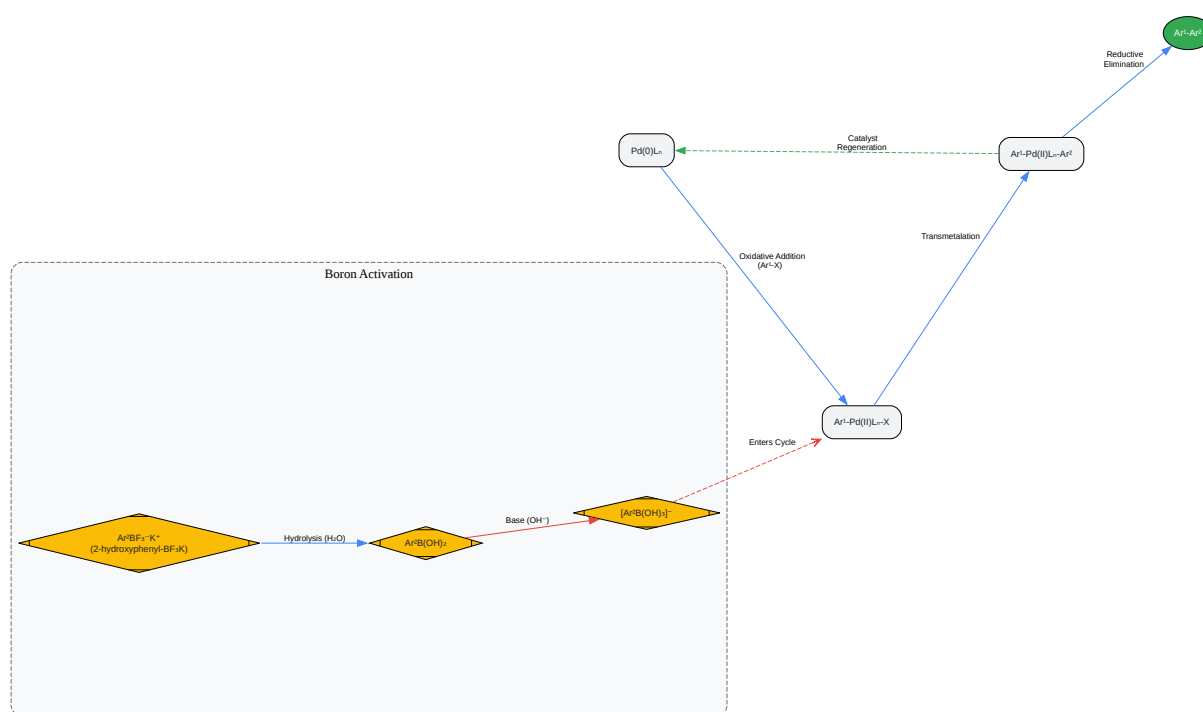 Ar¹-Ar²
Reductive
Elimination
Catalyst
Regeneration
Pd(0)Lₙ
Ar¹-Pd(II)Lₙ-Ar²
Transmetalation
Oxidative Addition
(Ar¹-X)
Boron Activation
Ar¹-Pd(II)Lₙ-X
Enters Cycle
[Ar²B(OH)₃]⁻
Base (OH⁻)
Ar²BF₃⁻K⁺
(2-hydroxyphenyl-BF₃K)
Hydrolysis (H₂O)
Ar²B(OH)₂